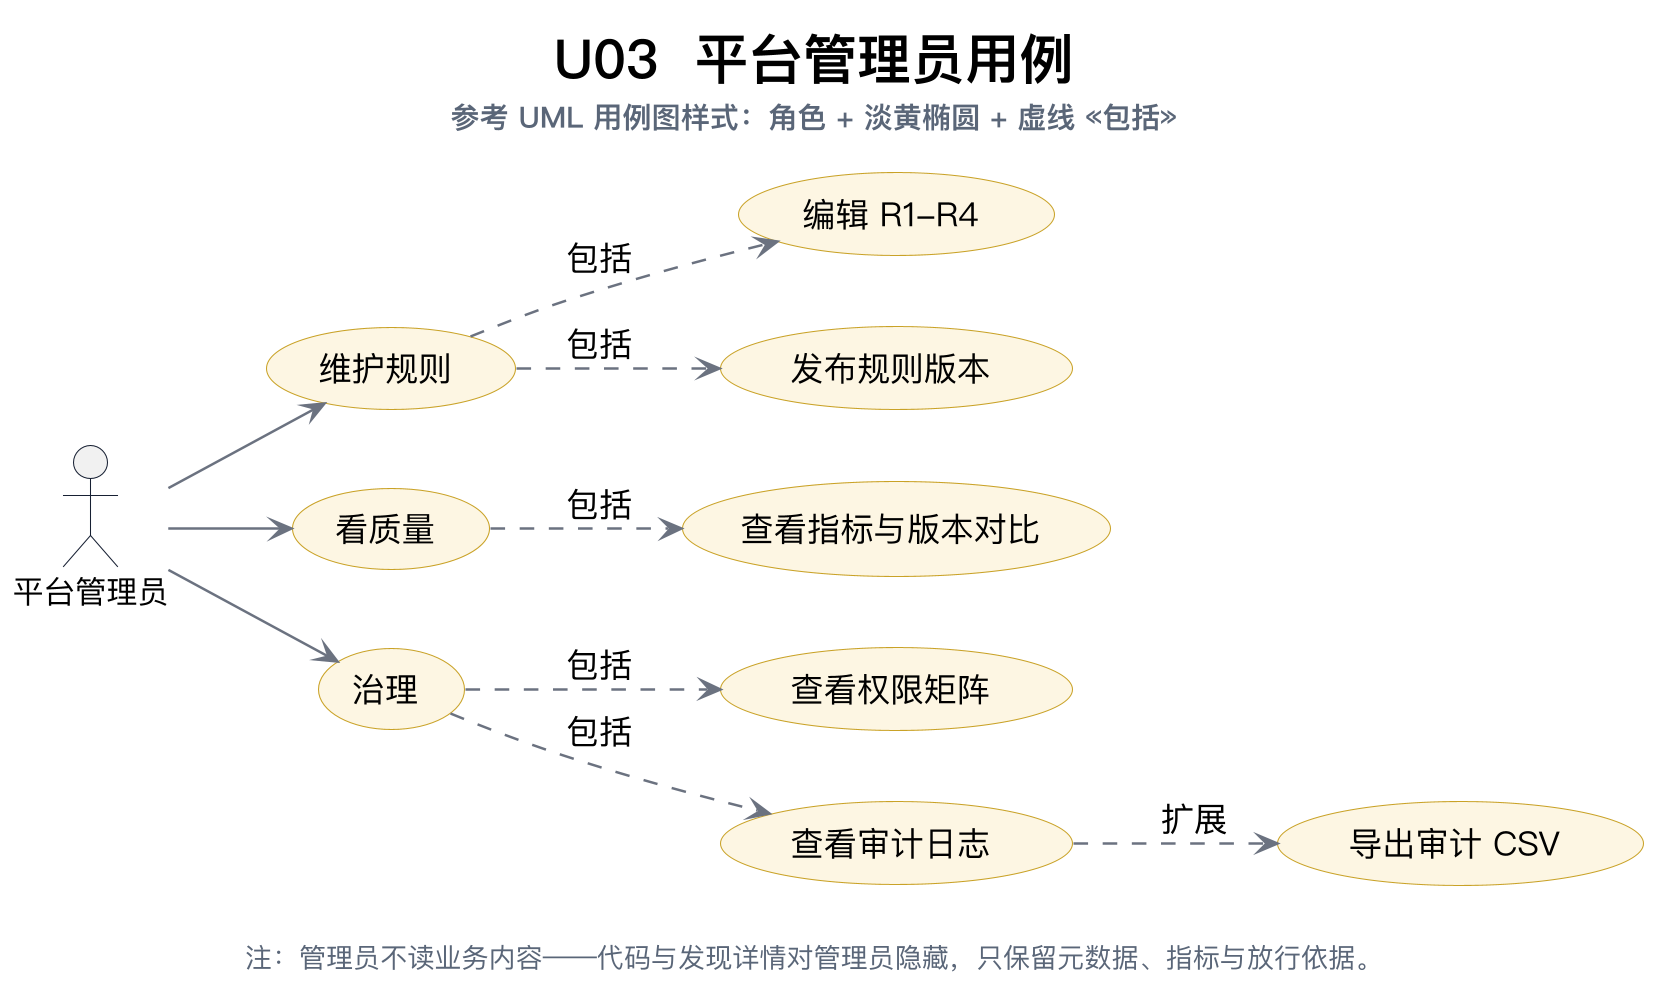 U03 平台管理员用例
参考 UML 用例图样式：角色 + 淡黄椭圆 + 虚线 «包括»
编辑 R1–R4
包括
包括
维护规则
发布规则版本
包括
看质量
查看指标与版本对比
平台管理员
包括
治理
查看权限矩阵
包括
扩展
查看审计日志
导出审计 CSV
注：管理员不读业务内容——代码与发现详情对管理员隐藏，只保留元数据、指标与放行依据。